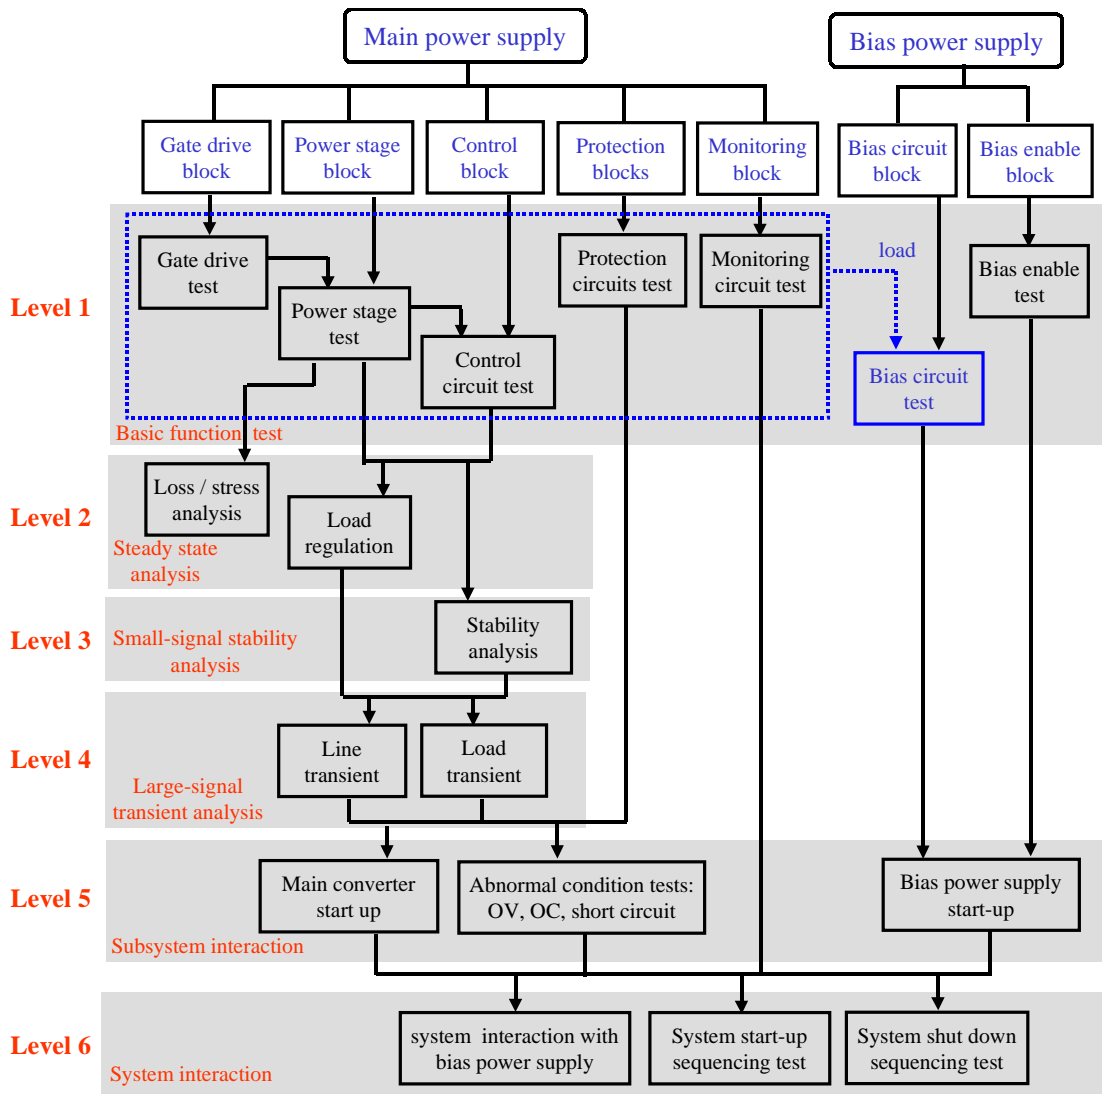 Main power supply
Bias power supply
Gate drive
block
Power stage
block
Control
block
Protection
blocks
Monitoring
block
Bias circuit
block
Bias enable
block
Level 1
Gate drive
test
Power stage
test
Control
circuit test
Protection
circuits test
Monitoring
circuit test
load
Bias enable
test
Bias circuit
test
Basic function test
Level 2
Loss / stress
analysis
Load
regulation
Steady state
analysis
Level 3
Small-signal stability
analysis
Stability
analysis
Level 4
Line
transient
Load
transient
Large-signal
transient analysis
Level 5
Main converter
start up
Abnormal condition tests:
OV, OC, short circuit
Bias power supply
start-up
Subsystem interaction
Level 6
system interaction with
bias power supply
System start-up
sequencing test
System shut down
sequencing test
System interaction